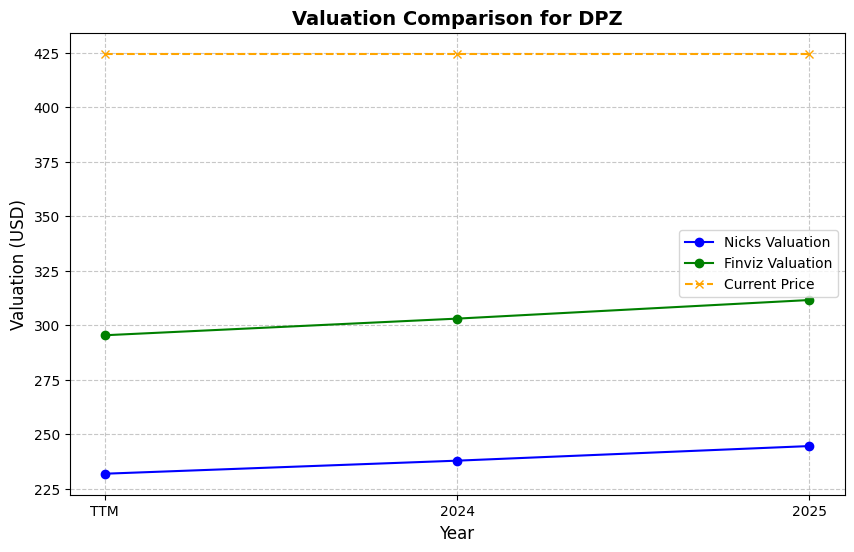 Valuation Comparison for DPZ
425
400
375
350
325
300
275
250
225
Valuation (USD)
Nicks Valuation
Finviz Valuation
Current Price
TTM
2024
2025
Year